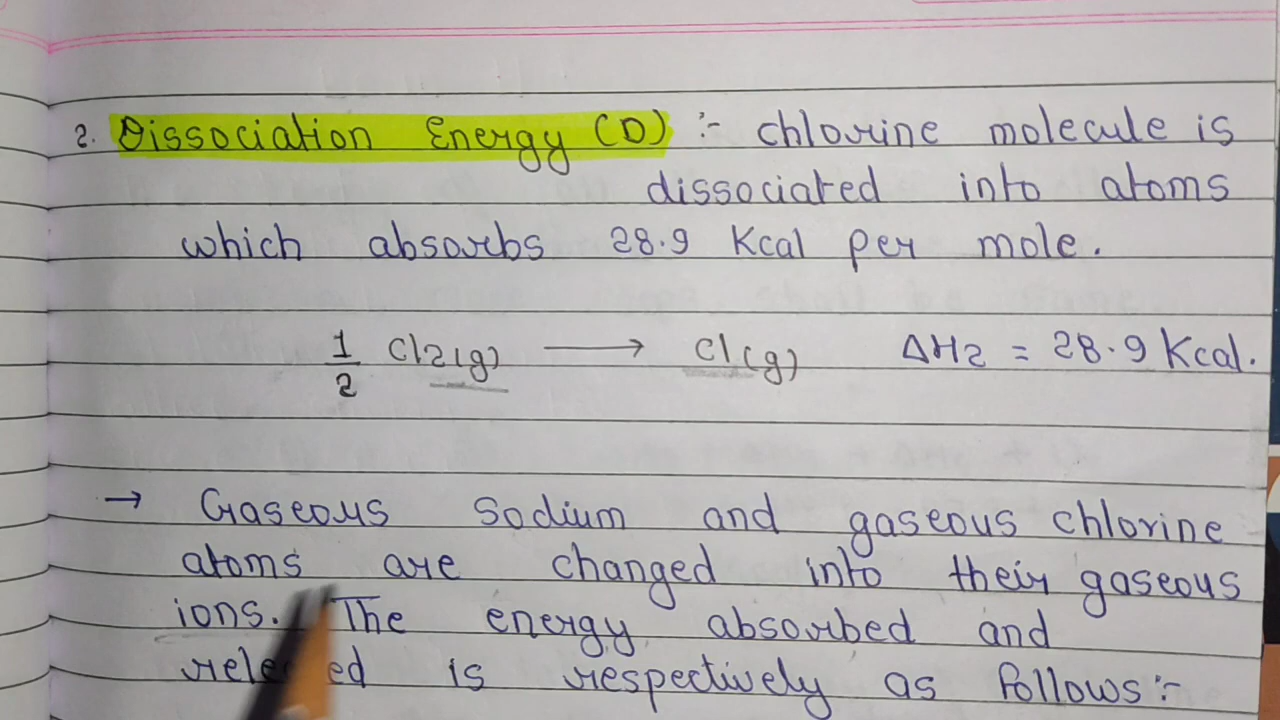 2. Dissociation Energy (D) :- chlorine molecule is
dissociated into atoms
which absorbs 28.9 Kcal per mole.
1/2 Cl2(g) → Cl(g) ΔH2 = 28.9 Kcal.
→ Gaseous Sodium and gaseous chlorine
atoms are changed into their gaseous
ions. The energy absorbed and
is respectively as follows:-